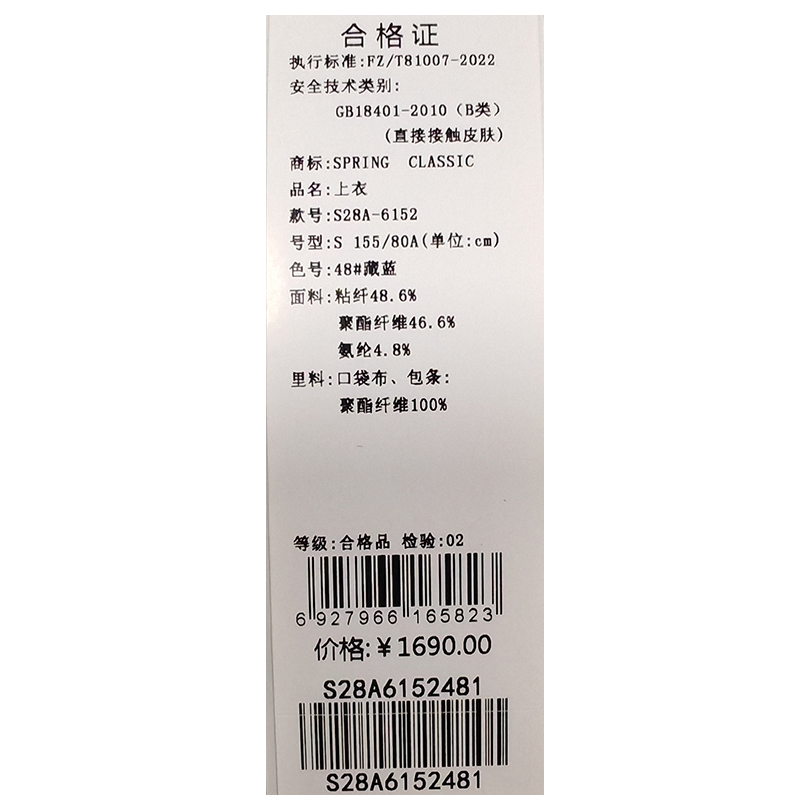 合格证
执行标准:FZ/T81007-2022
安全技术类别:
GB18401-2010（B类）
(直接接触皮肤)
商标:SPRING CLASSIC
品名:上衣
款号:S28A-6152
号型:S 155/80A(单位:cm)
色号:48#藏蓝
面料:粘纤48.6%
聚酯纤维46.6%
氨纶4.8%
里料:口袋布、包条:
聚酯纤维100%
等级:合格品 检验:02
6 927966 165823
价格:￥1690.00
S28A6152481
S28A6152481